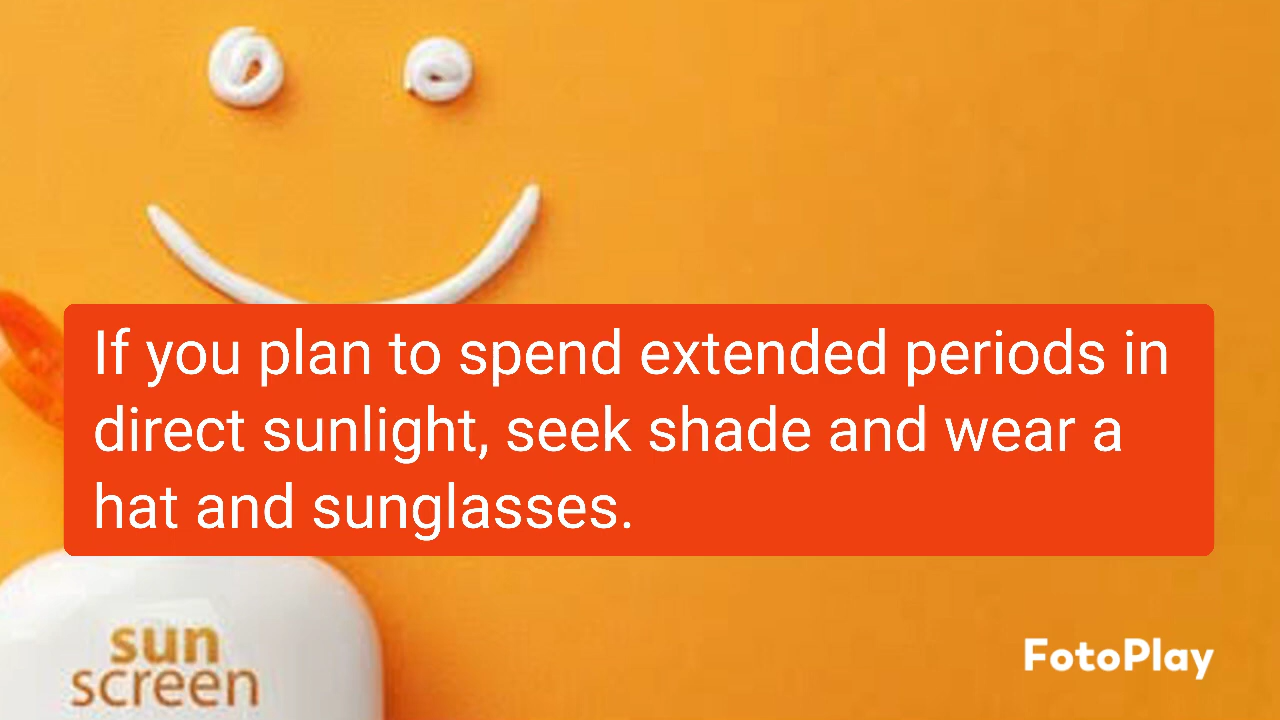 If you plan to spend extended periods in
direct sunlight, seek shade and wear a
hat and sunglasses.
sun
screen
FotoPlay